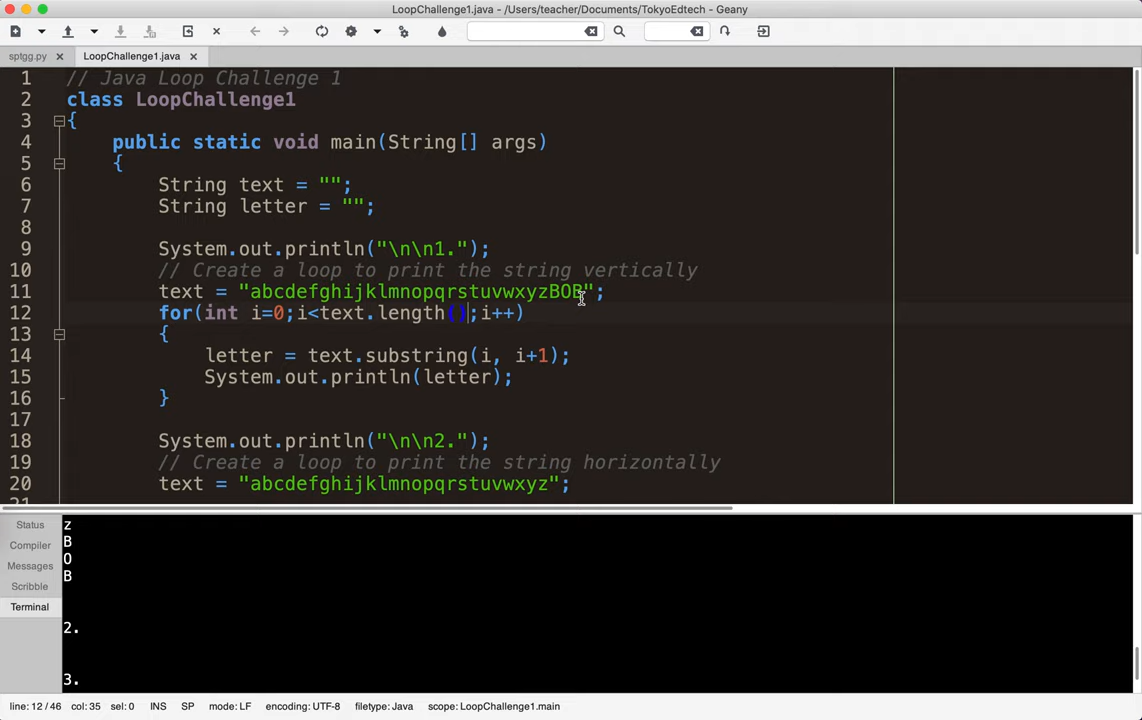 LoopChallenge1.java - /Users/teacher/Documents/TokyoEdtech - Geany
sptgg.py LoopChallenge1.java
1 // Java Loop Challenge 1
2 class LoopChallenge1
3 {
4 public static void main(String[] args)
5 {
6 String text = "";
7 String letter = "";
8
9 System.out.println("\n\n1.");
10 // Create a loop to print the string vertically
11 text = "abcdefghijklmnopqrstuvwxyzBOB";
12 for(int i=0;i<text.length();i++)
13 {
14 letter = text.substring(i, i+1);
15 System.out.println(letter);
16 }
17
18 System.out.println("\n\n2.");
19 // Create a loop to print the string horizontally
20 text = "abcdefghijklmnopqrstuvwxyz";
Status
Compiler
Messages
Scribble
Terminal
z
B
O
B
2.
3.
line: 12 / 46 col: 35 sel: 0 INS SP mode: LF encoding: UTF-8 filetype: Java scope: LoopChallenge1.main